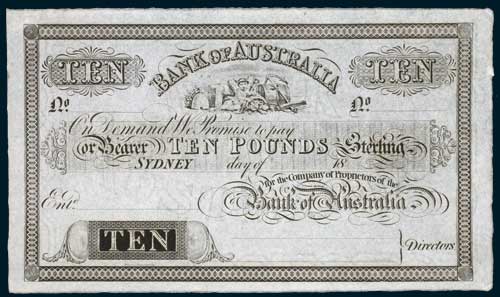 BANK OF AUSTRALIA
TEN TEN
No No
On Demand We Promise to pay
(or Bearer) TEN POUNDS Sterling
SYDNEY day of 18
for the Company of Proprietors of the
Bank of Australia
Entd.
TEN
Directors